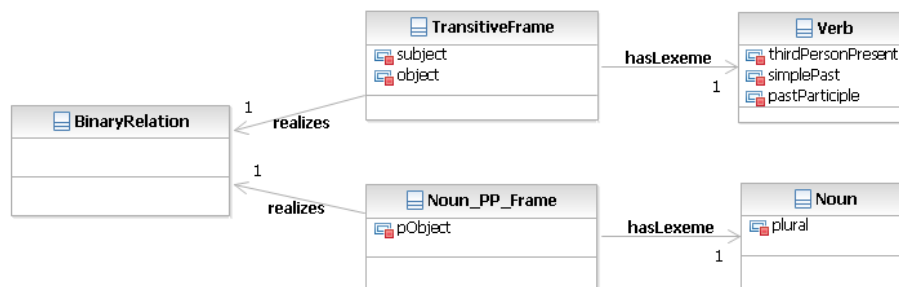 TransitiveFrame
subject
object
hasLexeme
1
Verb
thirdPersonPresent
simplePast
pastParticiple
BinaryRelation
1
realizes
1
realizes
Noun_PP_Frame
pObject
hasLexeme
1
Noun
plural